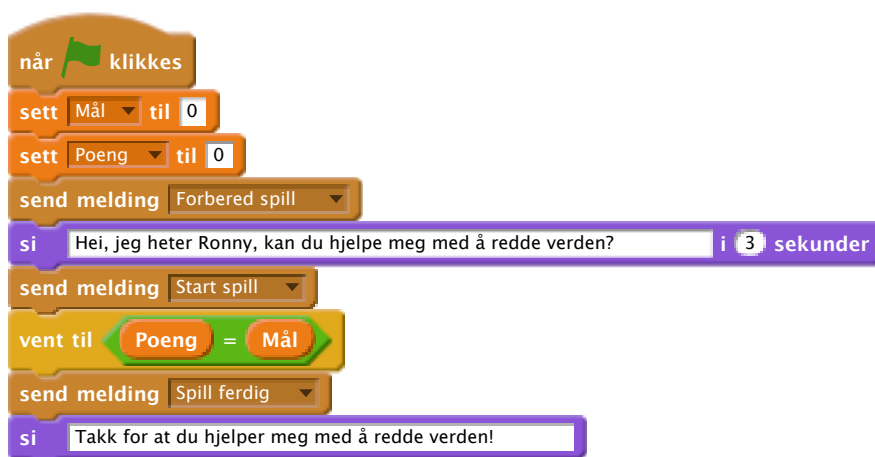 når klikkes
sett Mål til 0
sett Poeng til 0
send melding Forbered spill
si Hei, jeg heter Ronny, kan du hjelpe meg med å redde verden? i 3 sekunder
send melding Start spill
vent til Poeng = Mål
send melding Spill ferdig
si Takk for at du hjelper meg med å redde verden!